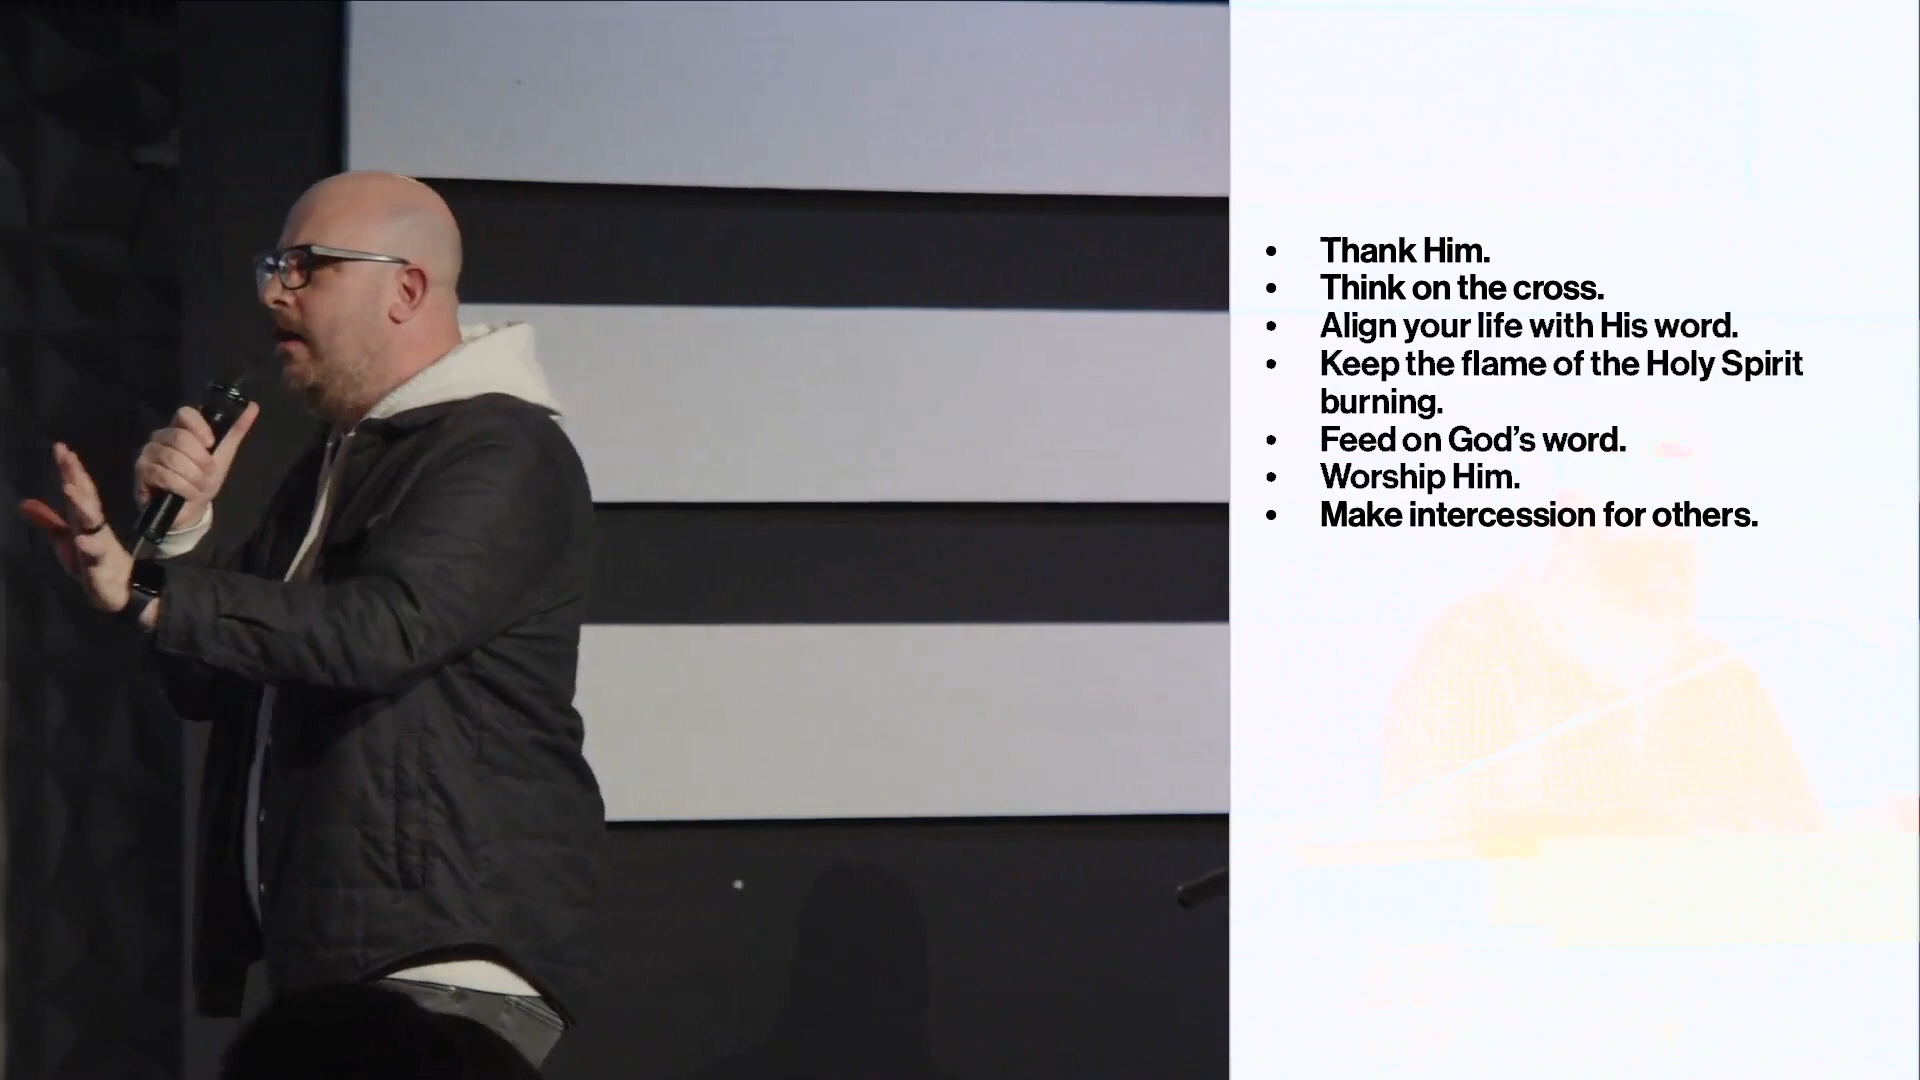 • Thank Him.
• Think on the cross.
• Align your life with His word.
• Keep the flame of the Holy Spirit
burning.
• Feed on God’s word.
• Worship Him.
• Make intercession for others.